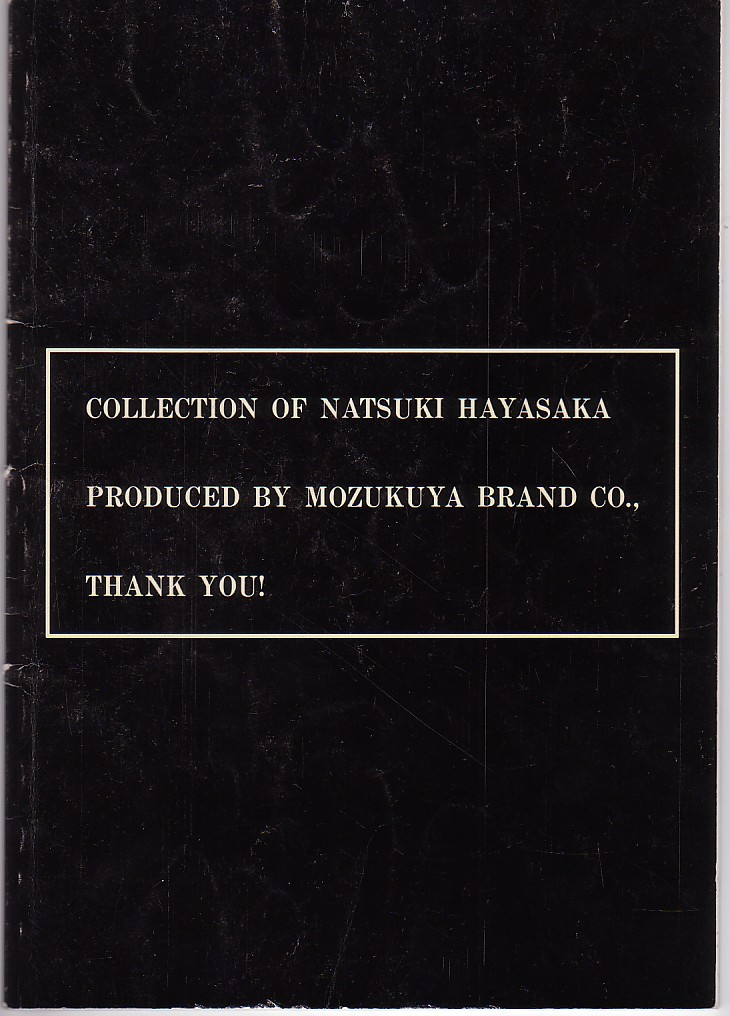 COLLECTION OF NATSUKI HAYASAKA
PRODUCED BY MOZUKUYA BRAND CO.,
THANK YOU!